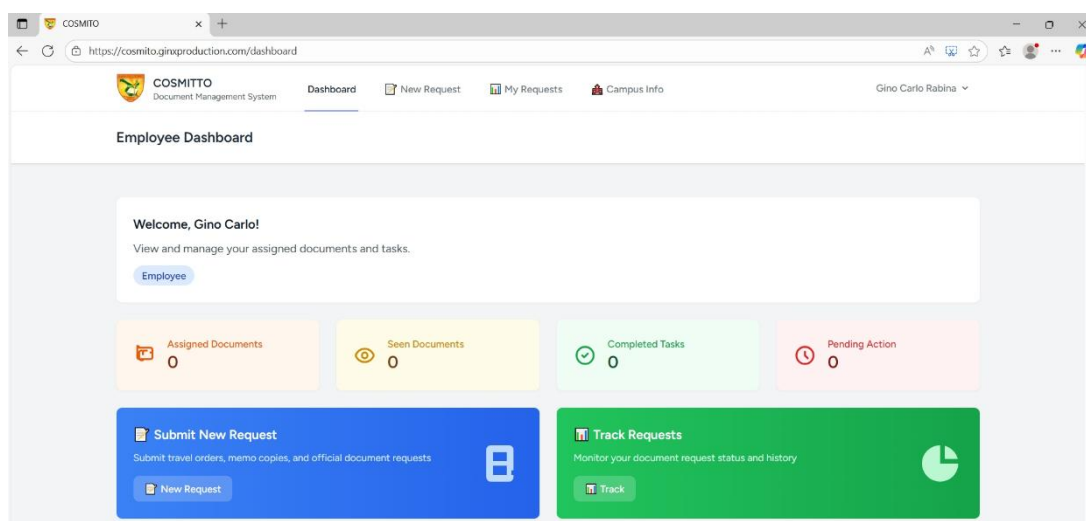 COSMITO
https://cosmito.ginxproduction.com/dashboard
COSMITTO
Document Management System
Dashboard
New Request
My Requests
Campus Info
Gino Carlo Rabina
Employee Dashboard
Welcome, Gino Carlo!
View and manage your assigned documents and tasks.
Employee
Assigned Documents
0
Seen Documents
0
Completed Tasks
0
Pending Action
0
Submit New Request
Submit travel orders, memo copies, and official document requests
New Request
Track Requests
Monitor your document request status and history
Track